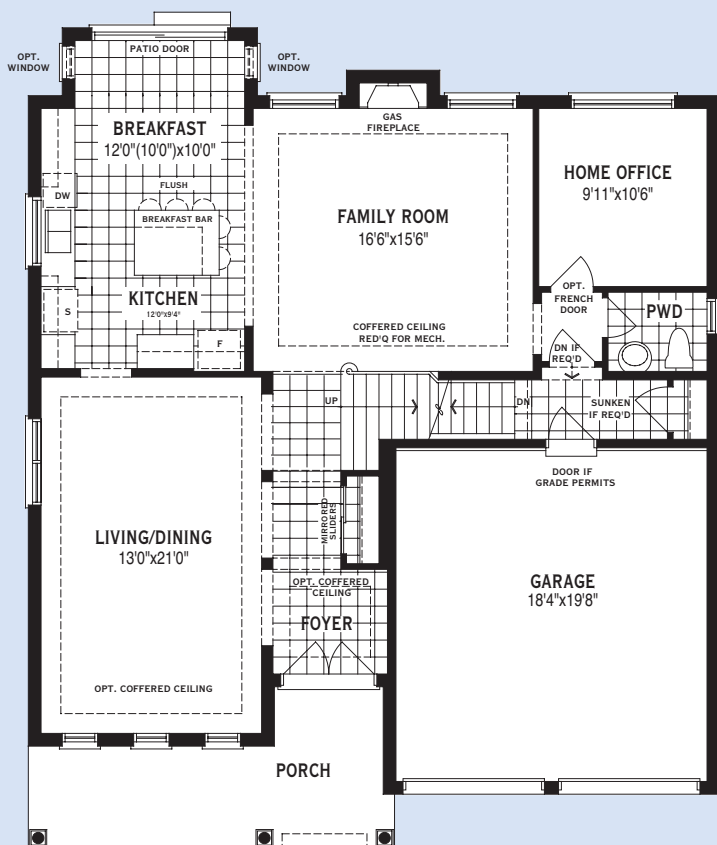 OPT.
WINDOW
PATIO DOOR
OPT.
WINDOW
BREAKFAST
12'0"(10'0")x10'0"
GAS
FIREPLACE
HOME OFFICE
9'11"x10'6"
DW
FLUSH
BREAKFAST BAR
FAMILY ROOM
16'6"x15'6"
KITCHEN
12'0"x9'4"
S
F
COFFERED CEILING
RED'Q FOR MECH.
OPT.
FRENCH
DOOR
PWD
DN IF
REQ'D
UP
DN
SUNKEN
IF REQ'D
DOOR IF
GRADE PERMITS
MIRRORED
SLIDERS
LIVING/DINING
13'0"x21'0"
OPT. COFFERED
CEILING
FOYER
GARAGE
18'4"x19'8"
OPT. COFFERED CEILING
PORCH